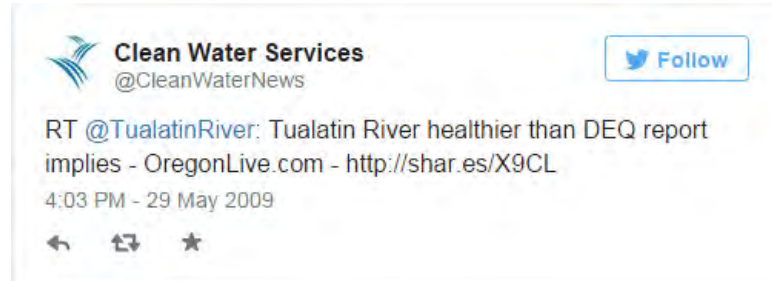 Clean Water Services
@CleanWaterNews
Follow
RT @TualatinRiver: Tualatin River healthier than DEQ report
implies - OregonLive.com - http://shar.es/X9CL
4:03 PM - 29 May 2009